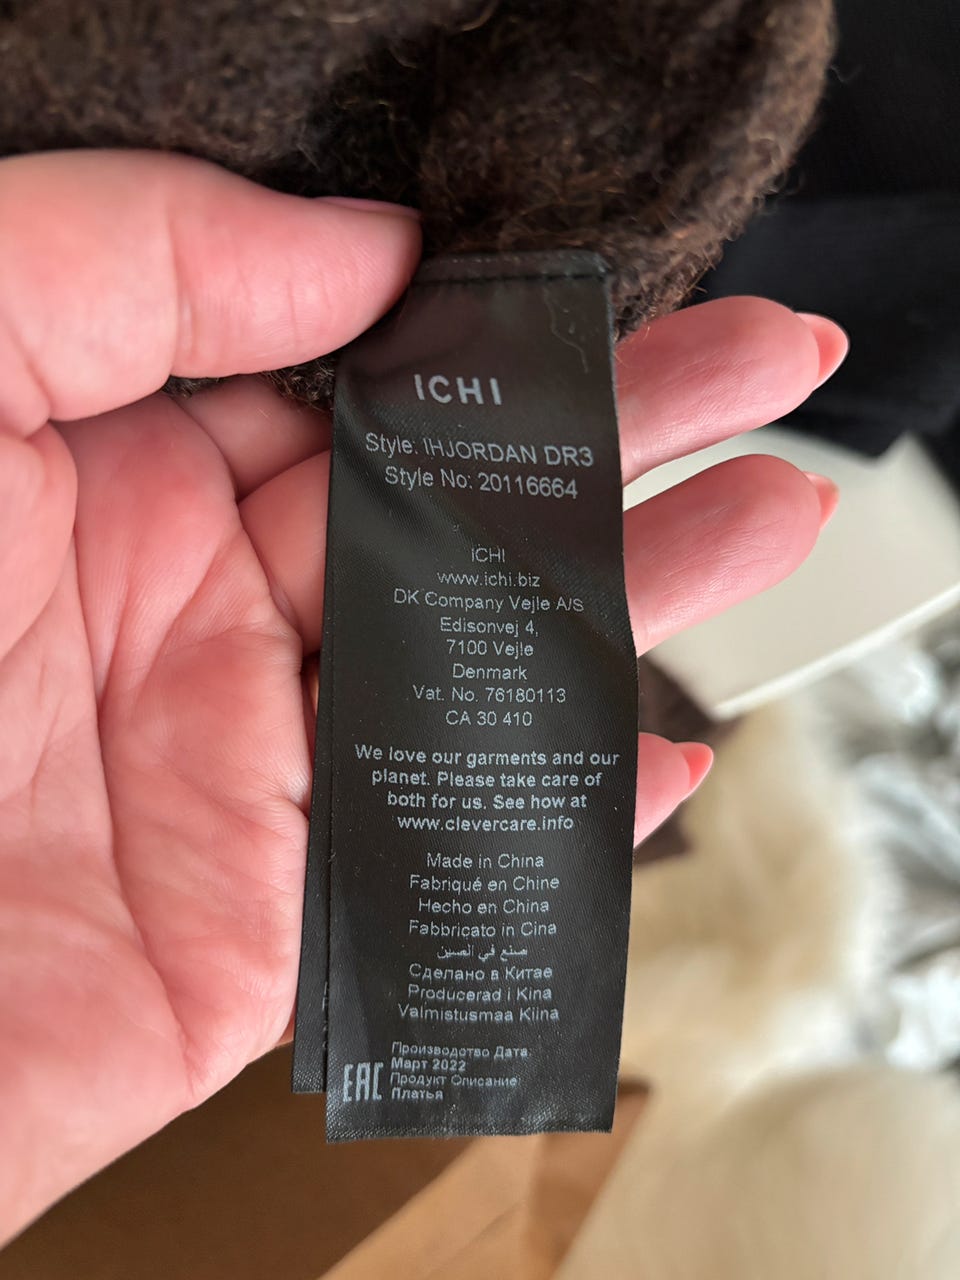 ICHI
Style: IHJORDAN DR3
Style No: 20116664
ICHI
www.ichi.biz
DK Company Vejle A/S
Edisonvej 4,
7100 Vejle
Denmark
Vat. No. 76180113
CA 30 410
We love our garments and our
planet. Please take care of
both for us. See how at
www.clevercare.info
Made in China
Fabriqué en Chine
Hecho en China
Fabbricato in Cina
صنع في الصين
Сделано в Китае
Producerad i Kina
Valmistusmaa Kiina
Производство Дата:
Март 2022
EAC Продукт Описание:
Платья